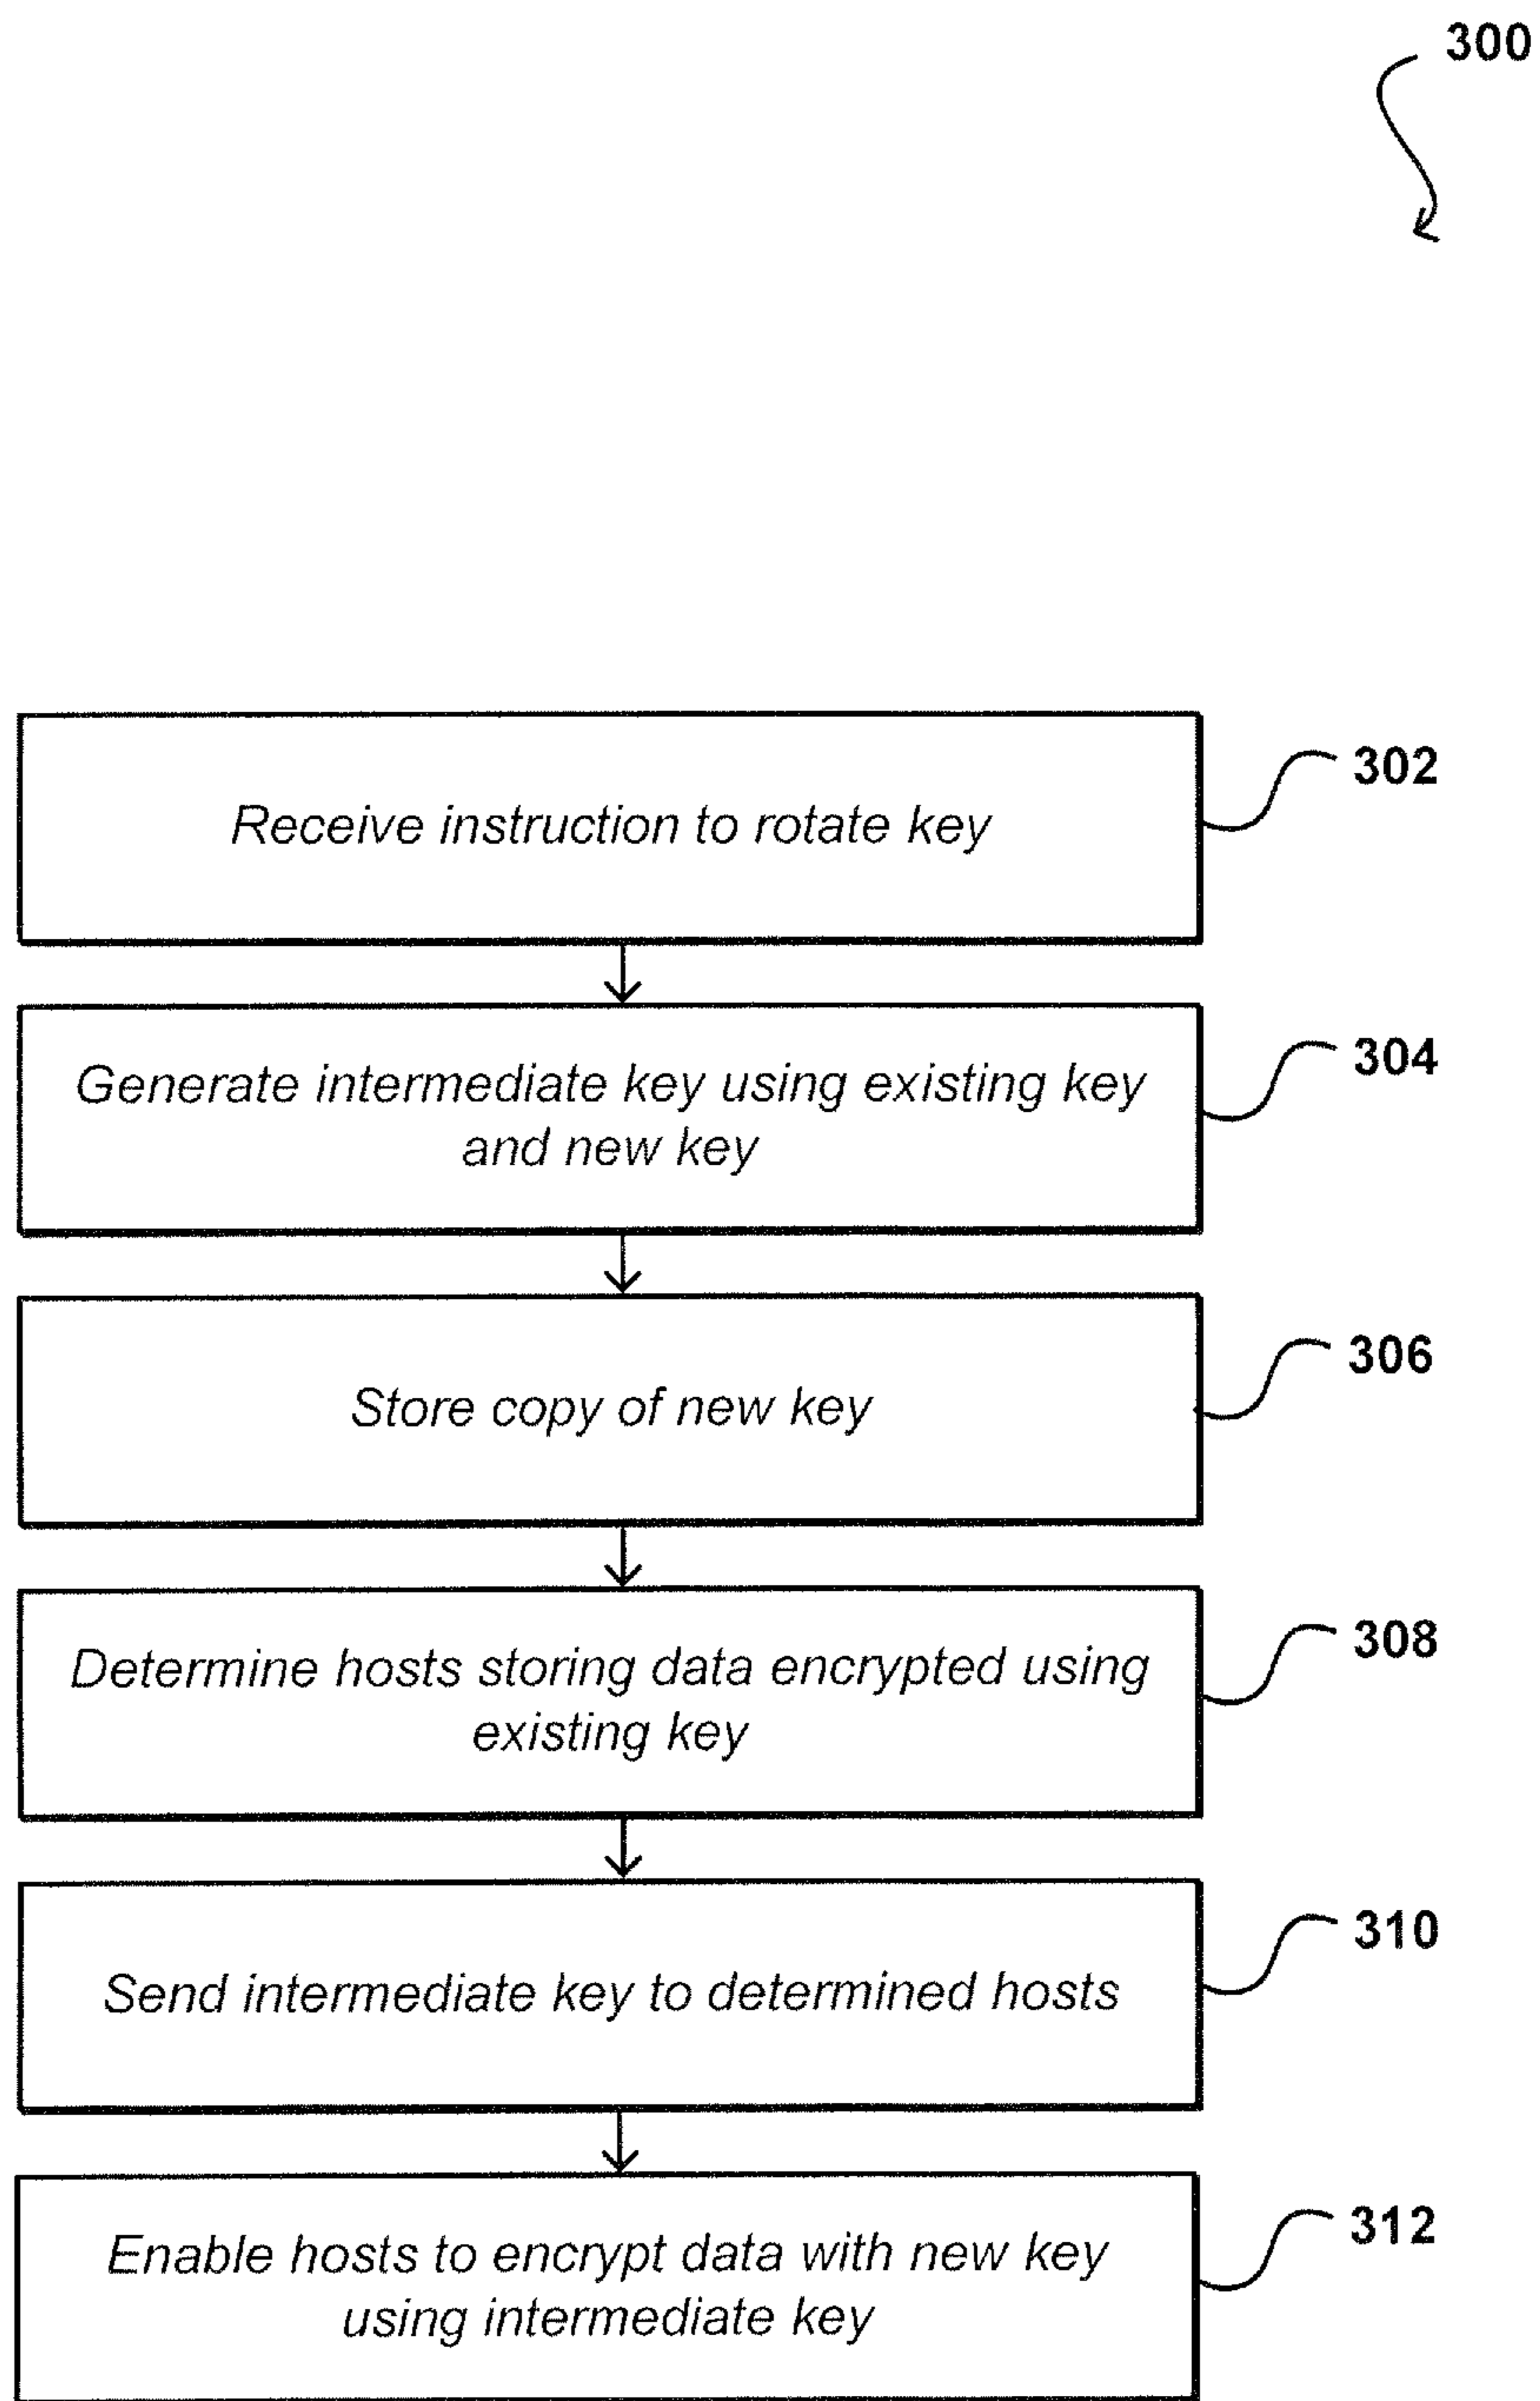 300
Receive instruction to rotate key
302
Generate intermediate key using existing key
and new key
304
Store copy of new key
306
Determine hosts storing data encrypted using
existing key
308
Send intermediate key to determined hosts
310
Enable hosts to encrypt data with new key
using intermediate key
312